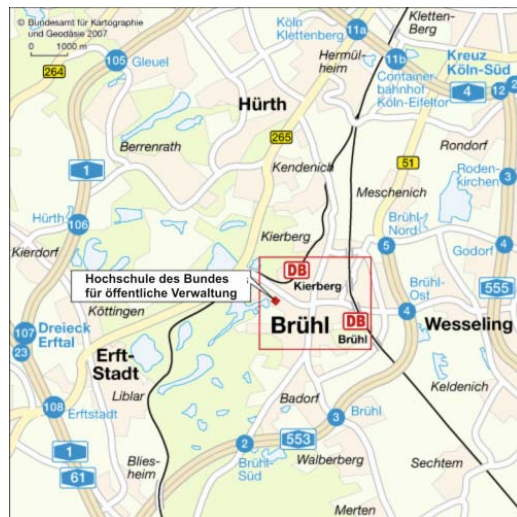 © Bundesamt für Kartographie
und Geodäsie 2007
0 1000 m
264
105
Gleuel
Köln
Klettenberg
11a
Kletten-
Berg
Hermül-
heim
11b
Container-
bahnhof
Köln-Eifeltor
Kreuz
Köln-Süd
4
12
2
Hürth
Berrenrath
265
Rondorf
51
1
Kendenich
Roden-
kirchen
3
Meschenich
Hürth
106
Kierberg
Brühl-
Nord
5
Godorf
4
Kierdorf
Hochschule des Bundes
für öffentliche Verwaltung
DB
Kierberg
Brühl-
Ost
4
555
Köttingen
107
Dreieck
Erfttal
23
Brühl
DB
Brühl
Wesseling
Erft-
Stadt
Liblar
Keldenich
108
Erftstadt
Badorf
3
Brühl
1
61
Blies-
heim
2
Brühl-
Süd
553
Walberberg
Sechtem
Merten